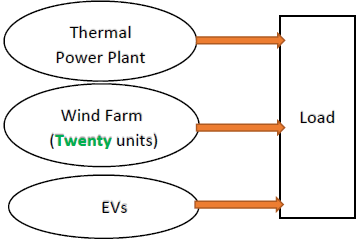 Thermal
Power Plant
Wind Farm
(Twenty units)
Load
EVs